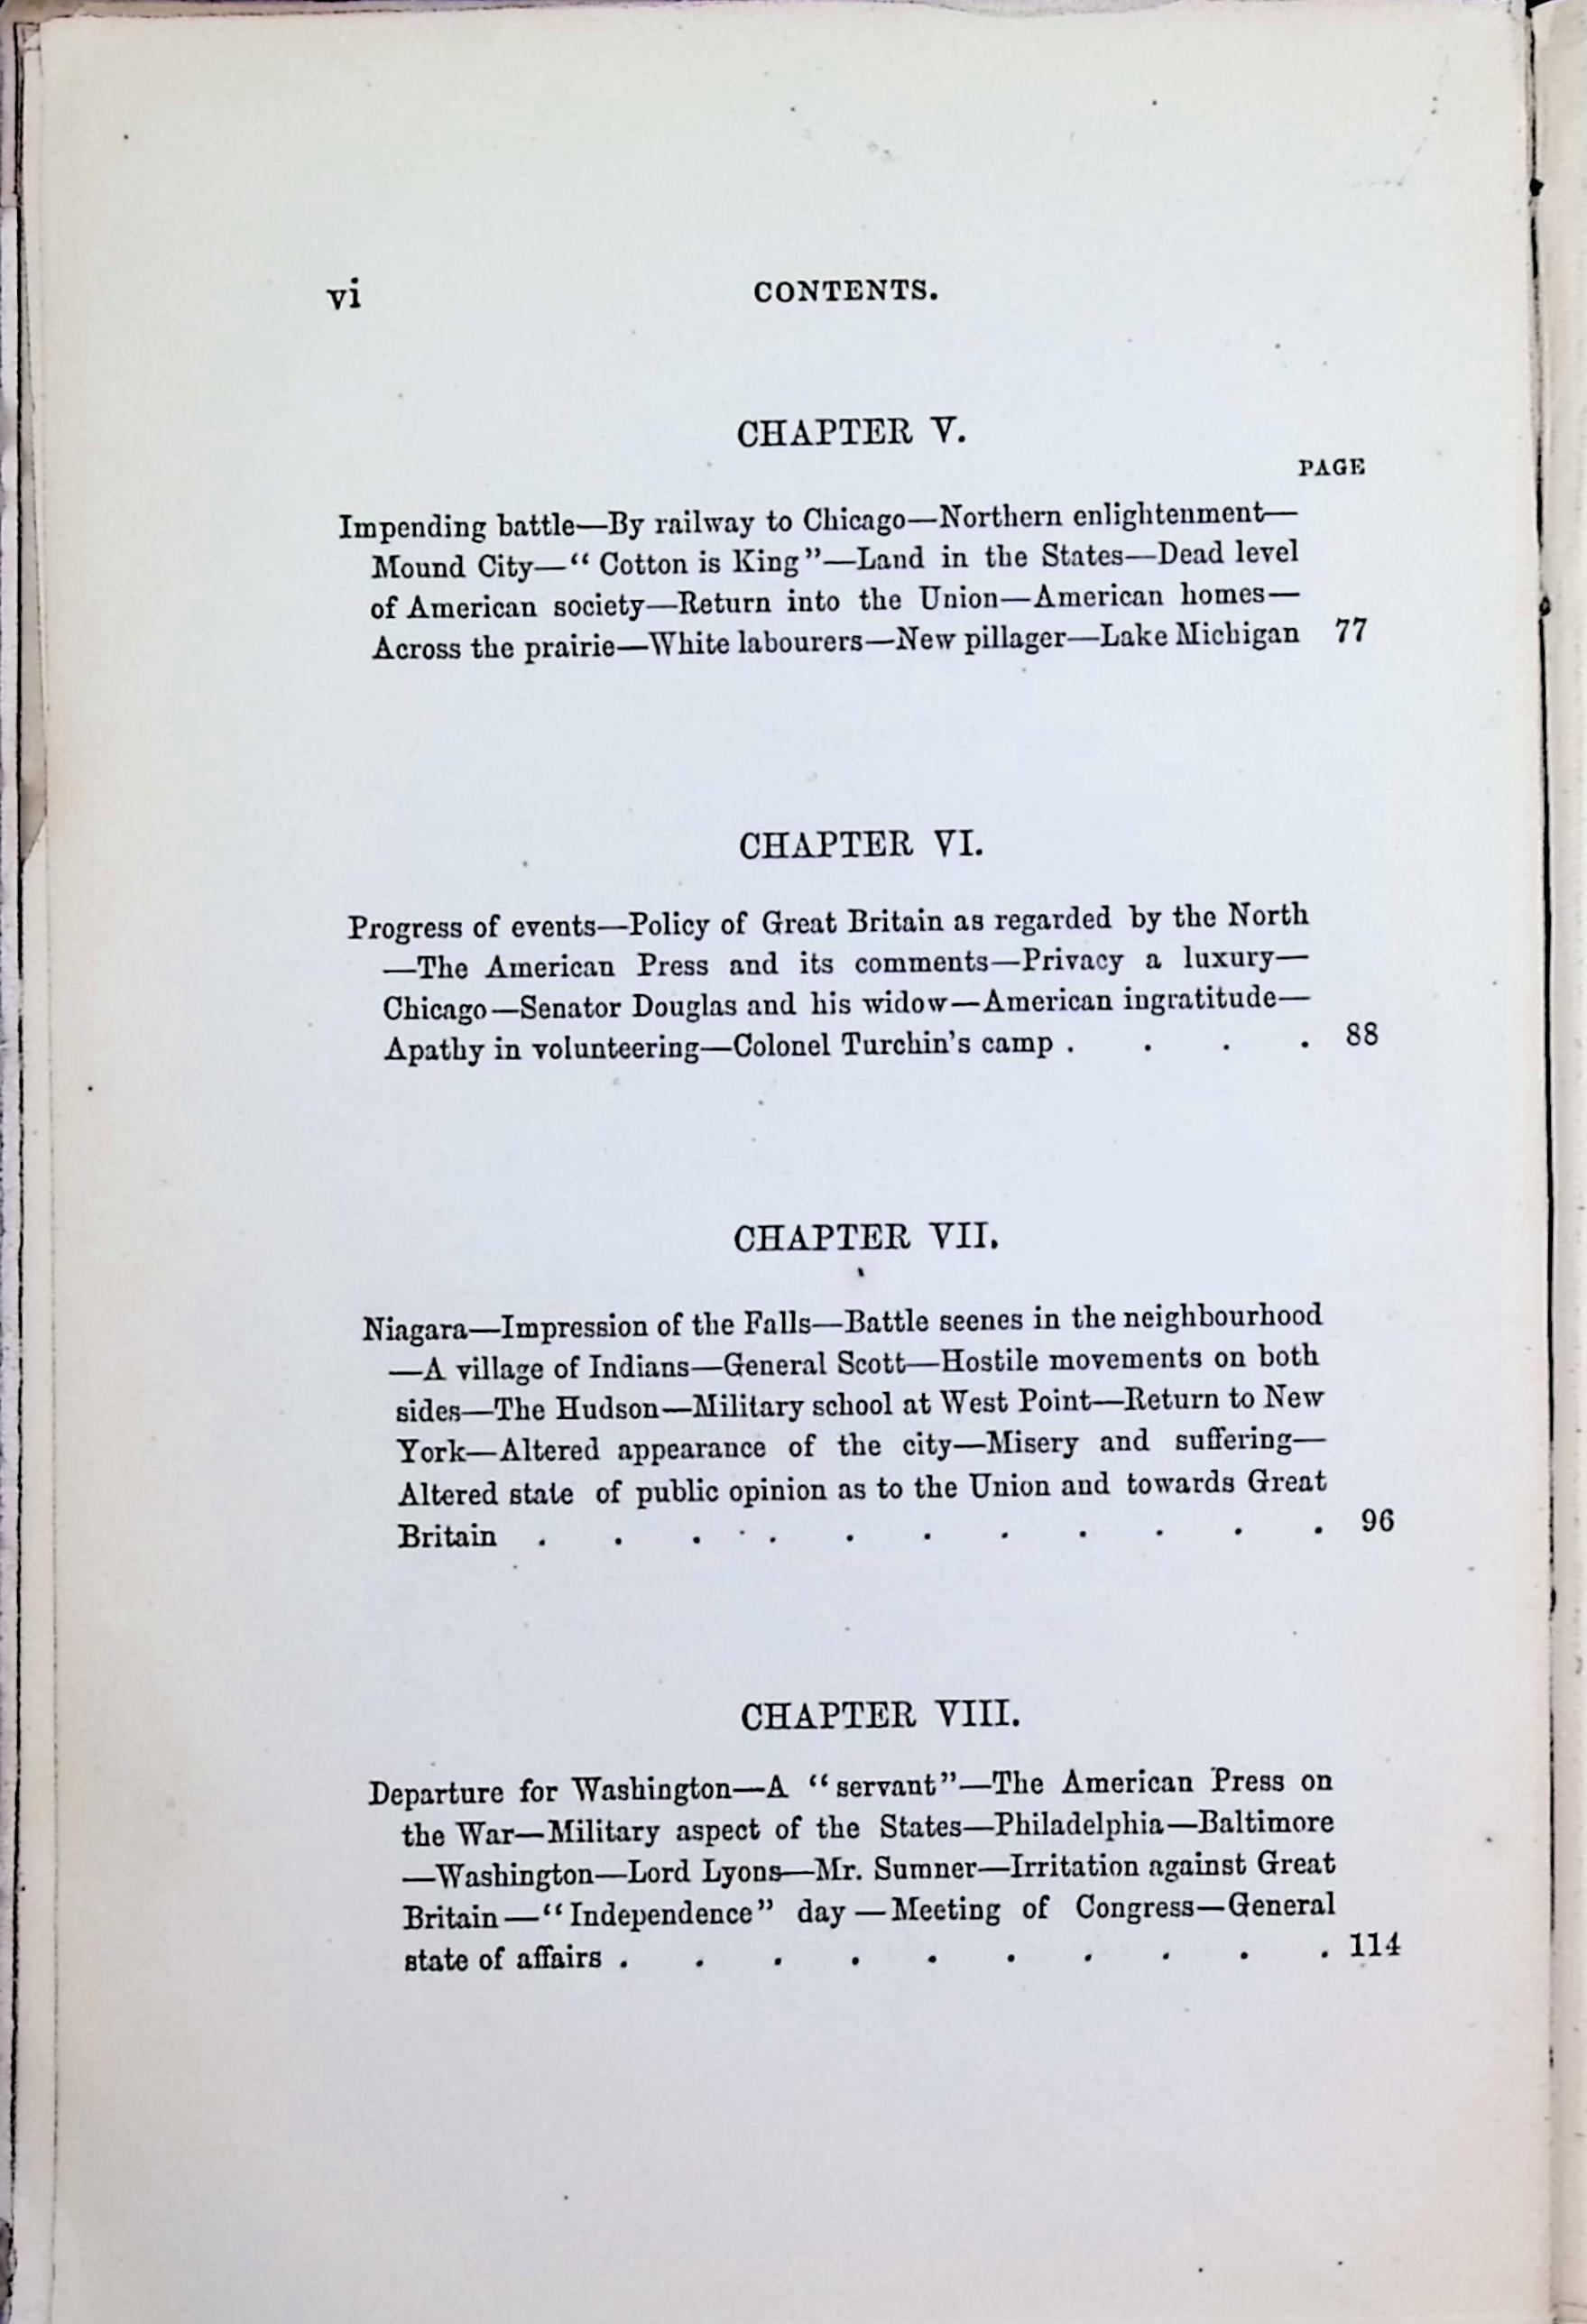 vi CONTENTS.
CHAPTER V.
PAGE
Impending battle—By railway to Chicago—Northern enlightenment—
Mound City—“ Cotton is King”—Land in the States—Dead level
of American society—Return into the Union—American homes—
Across the prairie—White labourers—New pillager—Lake Michigan 77
CHAPTER VI.
Progress of events—Policy of Great Britain as regarded by the North
—The American Press and its comments—Privacy a luxury—
Chicago—Senator Douglas and his widow—American ingratitude—
Apathy in volunteering—Colonel Turchin’s camp . . . . 88
CHAPTER VII.
Niagara—Impression of the Falls—Battle seenes in the neighbourhood
—A village of Indians—General Scott—Hostile movements on both
sides—The Hudson—Military school at West Point—Return to New
York—Altered appearance of the city—Misery and suffering—
Altered state of public opinion as to the Union and towards Great
Britain . . . . . . . . . . . 96
CHAPTER VIII.
Departure for Washington—A “servant”—The American Press on
the War—Military aspect of the States—Philadelphia—Baltimore
—Washington—Lord Lyons—Mr. Sumner—Irritation against Great
Britain—“Independence” day—Meeting of Congress—General
state of affairs . . . . . . . . . . 114